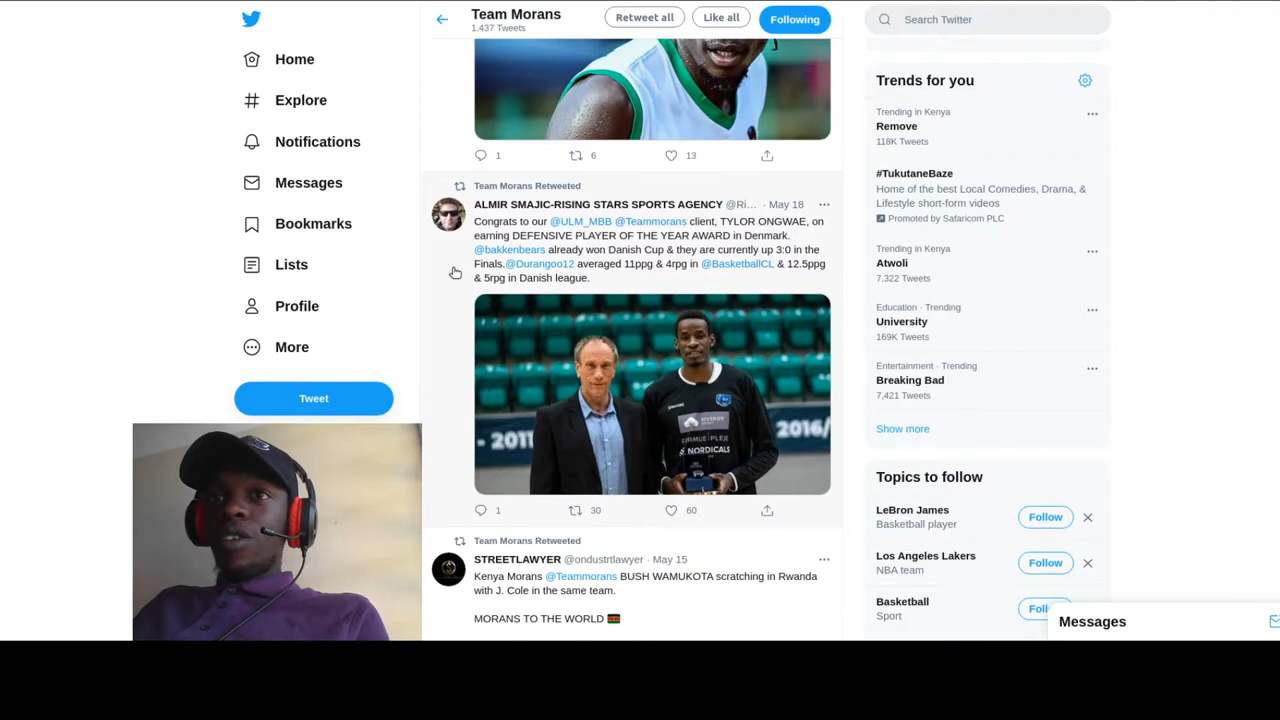 Home
Explore
Notifications
Messages
Bookmarks
Lists
Profile
More
Tweet
Team Morans
1,437 Tweets
Retweet all
Like all
Following
1
6
13
Team Morans Retweeted
ALMIR SMAJIC-RISING STARS SPORTS AGENCY @Ri... · May 18
Congrats to our @ULM_MBB @Teammorans client, TYLOR ONGWAE, on
earning DEFENSIVE PLAYER OF THE YEAR AWARD in Denmark.
@bakkenbears already won Danish Cup & they are currently up 3:0 in the
Finals.@Durangoo12 averaged 11ppg & 4rpg in @BasketballCL & 12.5ppg
& 5rpg in Danish league.
- 2011
2016/
NORDICALS
1
30
60
Team Morans Retweeted
STREETLAWYER @ondustrtlawyer · May 15
Kenya Morans @Teammorans BUSH WAMUKOTA scratching in Rwanda
with J. Cole in the same team.
MORANS TO THE WORLD 🇰🇪
Search Twitter
Trends for you
Trending in Kenya
Remove
118K Tweets
#TukutaneBaze
Home of the best Local Comedies, Drama, &
Lifestyle short-form videos
Promoted by Safaricom PLC
Trending in Kenya
Atwoli
7,322 Tweets
Education · Trending
University
169K Tweets
Entertainment · Trending
Breaking Bad
7,421 Tweets
Show more
Topics to follow
LeBron James
Basketball player
Follow
Los Angeles Lakers
NBA team
Follow
Basketball
Sport
Messages